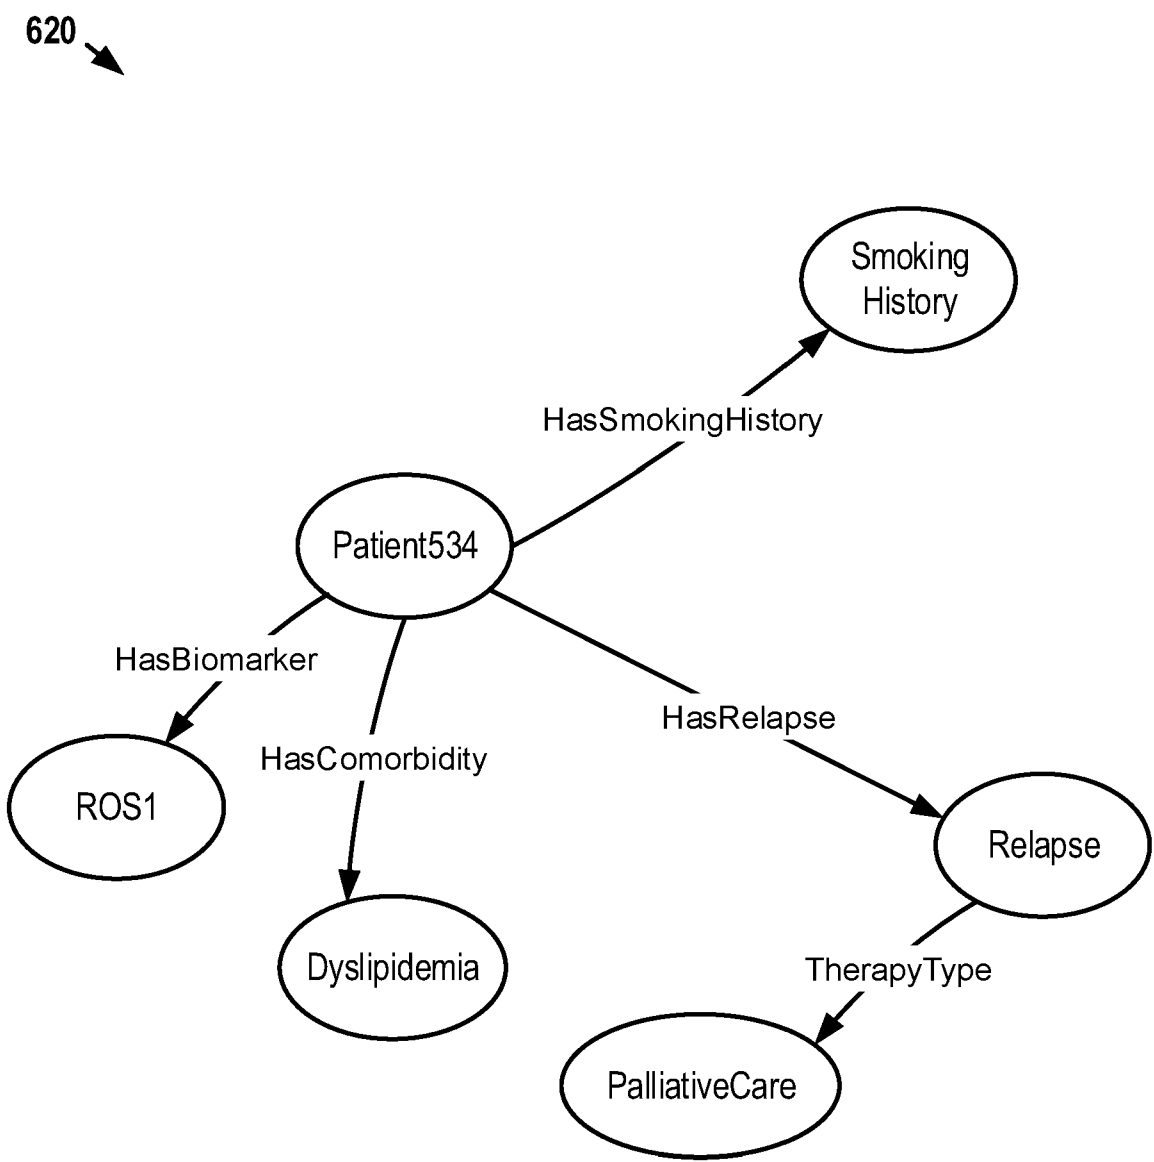 620
Smoking
History
HasSmokingHistory
Patient534
HasBiomarker
HasRelapse
HasComorbidity
ROS1
Relapse
Dyslipidemia
TherapyType
PalliativeCare